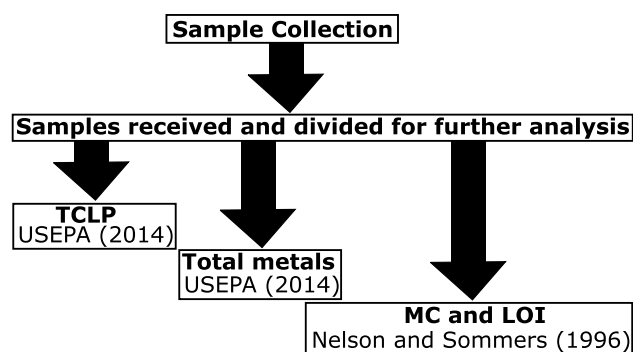 Sample Collection
Samples received and divided for further analysis
TCLP
USEPA (2014)
Total metals
USEPA (2014)
MC and LOI
Nelson and Sommers (1996)